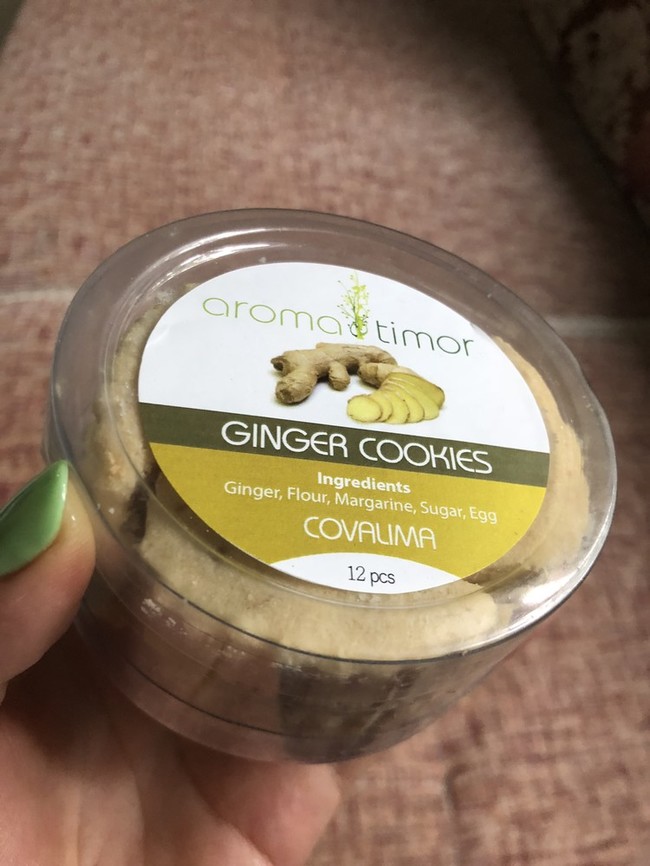 aroma timor
GINGER COOKIES
Ingredients
Ginger, Flour, Margarine, Sugar, Egg
COVALIMA
12 pcs